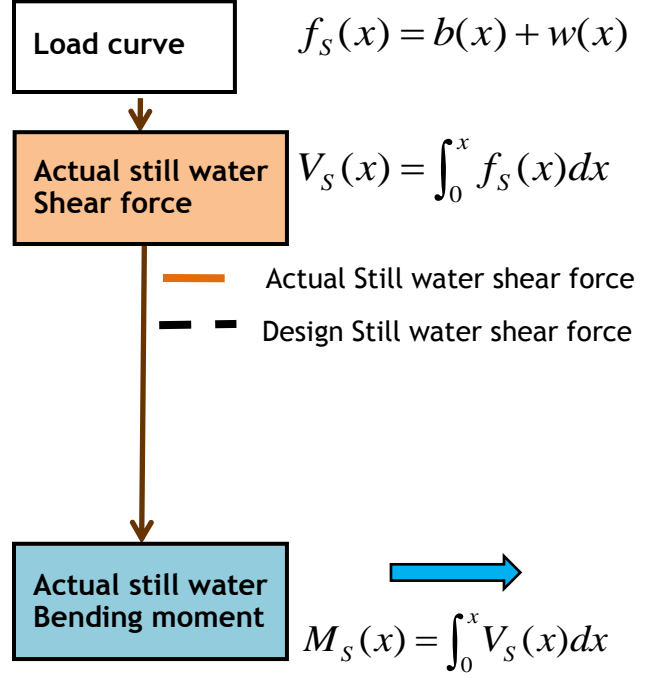 Load curve
f_S(x) = b(x) + w(x)
Actual still water
Shear force
V_S(x) = ∫_0^x f_S(x)dx
Actual Still water shear force
Design Still water shear force
Actual still water
Bending moment
M_S(x) = ∫_0^x V_S(x)dx